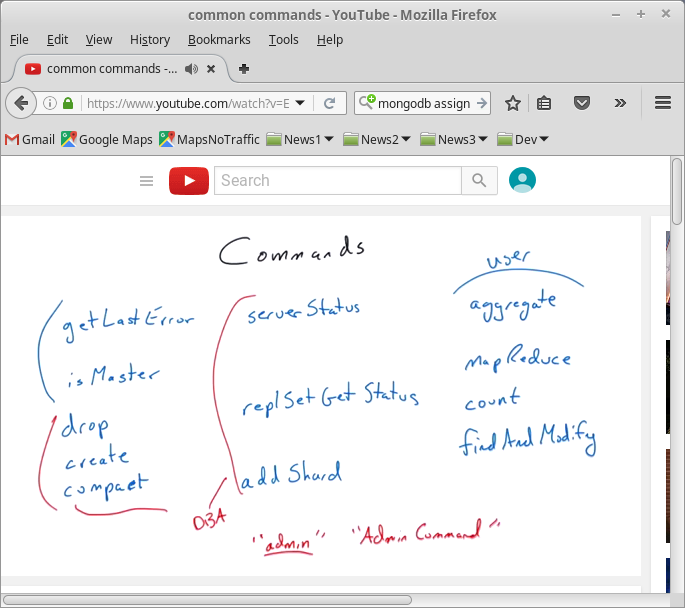 common commands - YouTube - Mozilla Firefox
File Edit View History Bookmarks Tools Help
common commands -...
https://www.youtube.com/watch?v=E
mongodb assign
Gmail Google Maps MapsNoTraffic News1 News2 News3 Dev
Search
Commands
user
getLastError
isMaster
drop
create
compact
serverStatus
replSetGetStatus
addShard
DBA
aggregate
mapReduce
count
findAndModify
"admin" "Admin Command"